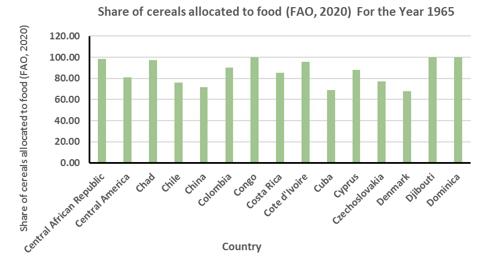 Share of cereals allocated to food (FAO, 2020) For the Year 1965
Share of cereals allocated to food (FAO, 2020)
120.00
100.00
80.00
60.00
40.00
20.00
0.00
Central African Republic
Central America
Chad
Chile
China
Colombia
Congo
Costa Rica
Cote d'Ivoire
Cuba
Cyprus
Czechoslovakia
Denmark
Djibouti
Dominica
Country